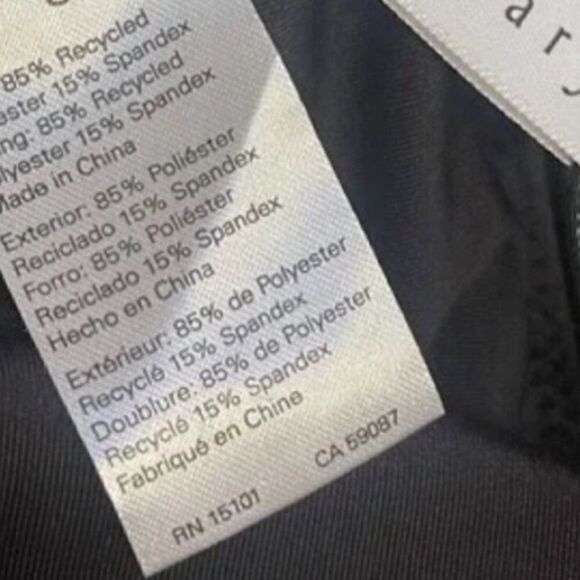 85% Recycled
ester 15% Spandex
ng: 85% Recycled
lyester 15% Spandex
Made in China
Exterior: 85% Poliéster
Reciclado 15% Spandex
Forro: 85% Poliéster
Reciclado 15% Spandex
Hecho en China
Extérieur: 85% de Polyester
Recyclé 15% Spandex
Doublure: 85% de Polyester
Recyclé 15% Spandex
Fabriqué en Chine
RN 15101 CA 59087
ary